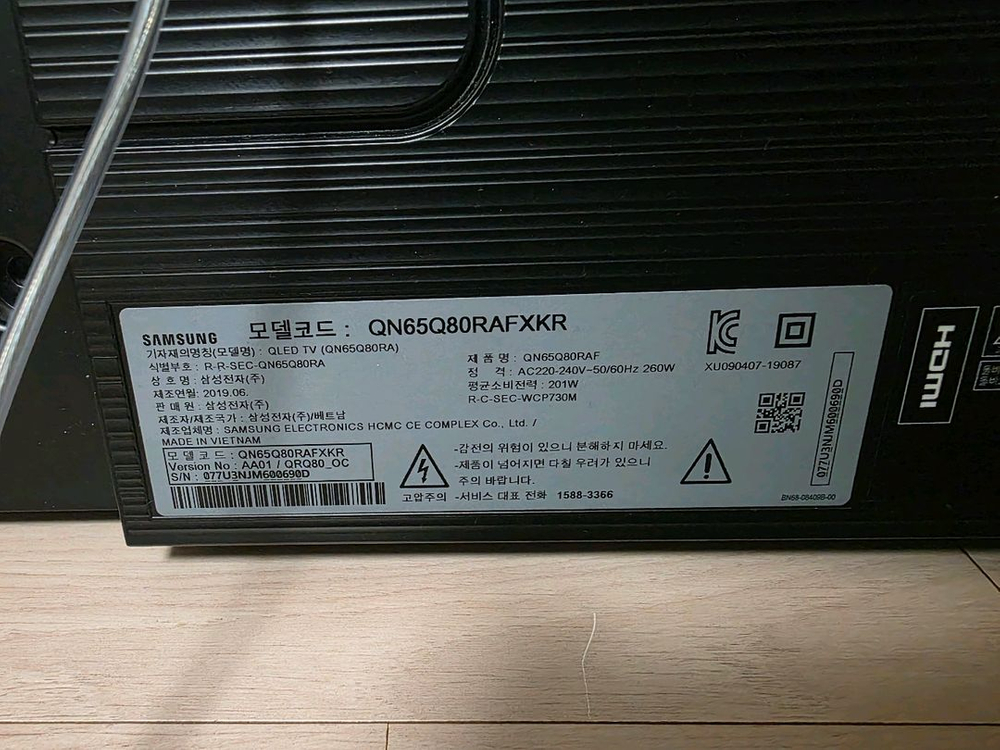 SAMSUNG 모델코드 : QN65Q80RAFXKR
기자재의명칭(모델명) : QLED TV (QN65Q80RA)
식별부호 : R-R-SEC-QN65Q80RA
상 호 명 : 삼성전자(주)
제조연월: 2019.06.
판 매 원 : 삼성전자(주)
제조자/제조국가 : 삼성전자(주)/베트남
제조업체명 : SAMSUNG ELECTRONICS HCMC CE COMPLEX Co., Ltd. /
MADE IN VIETNAM
제 품 명 : QN65Q80RAF
정 격 : AC220-240V~50/60Hz 260W
평균소비전력 : 201W
R-C-SEC-WCP730M
XU090407-19087
모 델 코 드 : QN65Q80RAFXKR
Version No : AA01 / QRQ80_OC
S/N : 077U3NJM600690D
고압주의
-감전의 위험이 있으니 분해하지 마세요.
-제품이 넘어지면 다칠 우려가 있으니
주의 바랍니다.
-서비스 대표 전화 1588-3366
077U3NJM600690D
BN68-08409B-00
HDMI